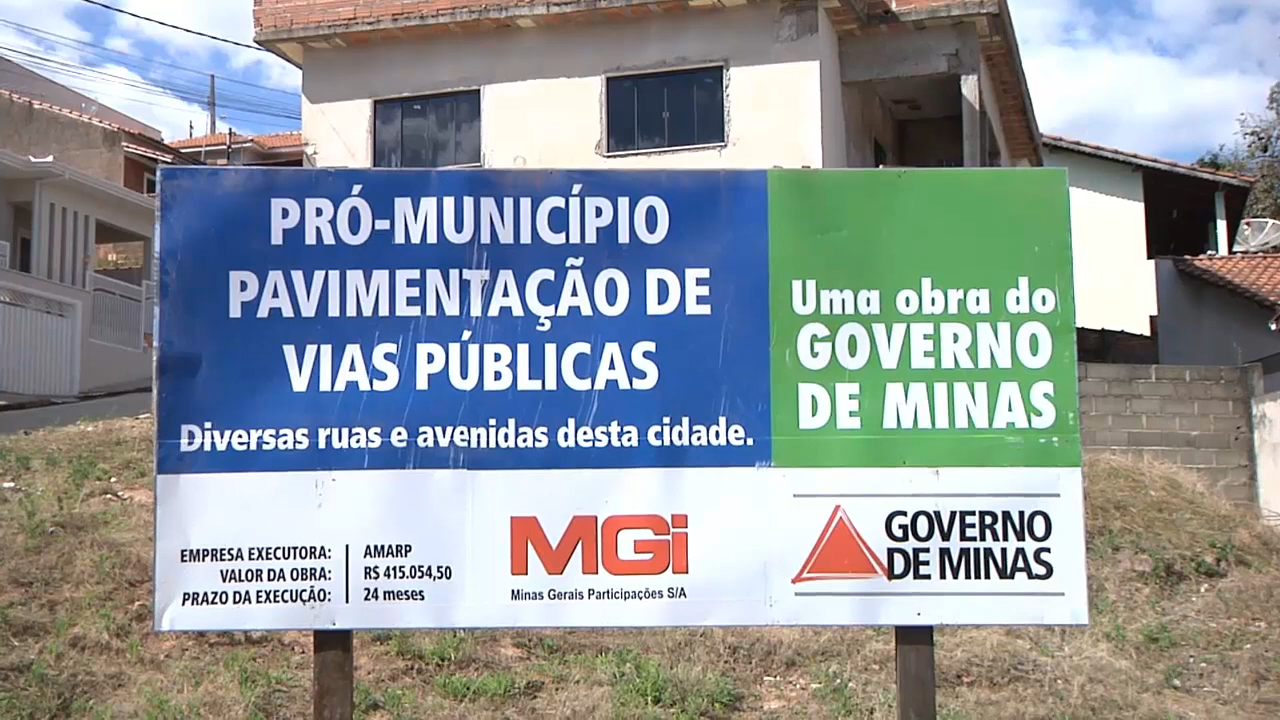 PRÓ-MUNICÍPIO
PAVIMENTAÇÃO DE
VIAS PÚBLICAS
Diversas ruas e avenidas desta cidade.
Uma obra do
GOVERNO
DE MINAS
EMPRESA EXECUTORA: AMARP
VALOR DA OBRA: R$ 415.054,50
PRAZO DA EXECUÇÃO: 24 meses
MGi
Minas Gerais Participações S/A
GOVERNO
DE MINAS